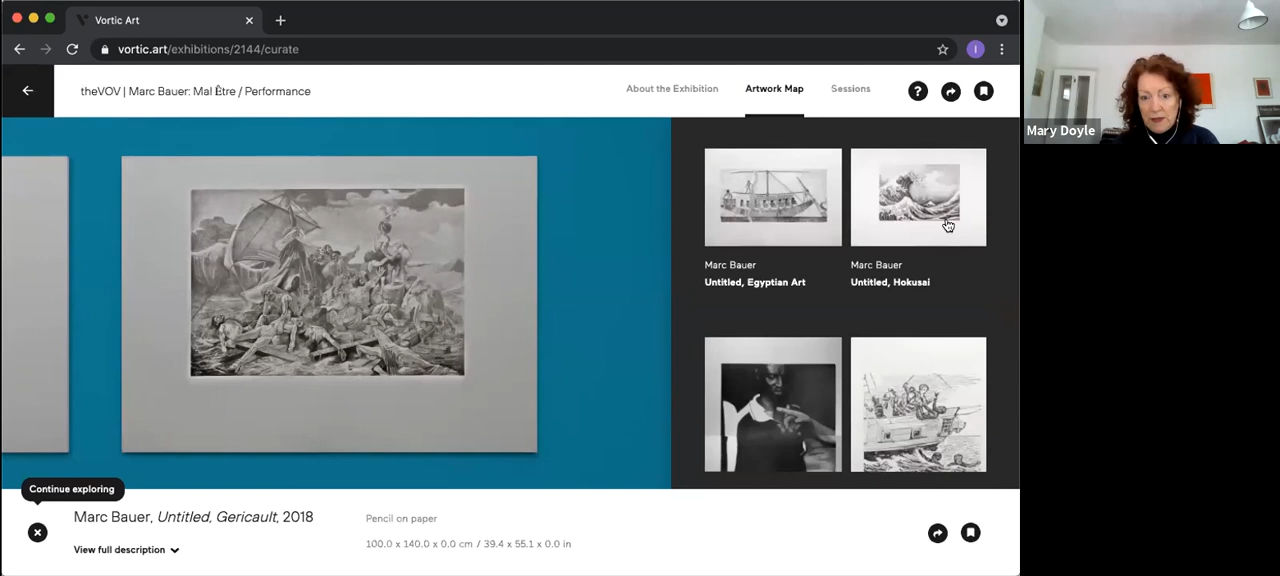 Vortic Art
vortic.art/exhibitions/2144/curate
I
theVOV | Marc Bauer: Mal Être / Performance
About the Exhibition
Artwork Map
Sessions
?
Mary Doyle
Marc Bauer
Untitled, Egyptian Art
Marc Bauer
Untitled, Hokusai
Continue exploring
Marc Bauer, Untitled, Gericault, 2018
View full description
Pencil on paper
100.0 x 140.0 x 0.0 cm / 39.4 x 55.1 x 0.0 in